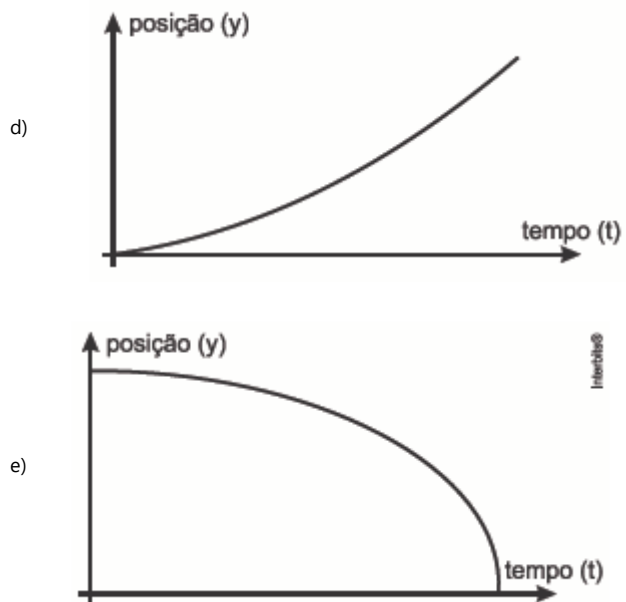 posição (y)
d)
tempo (t)
posição (y)
Interbits®
e)
tempo (t)